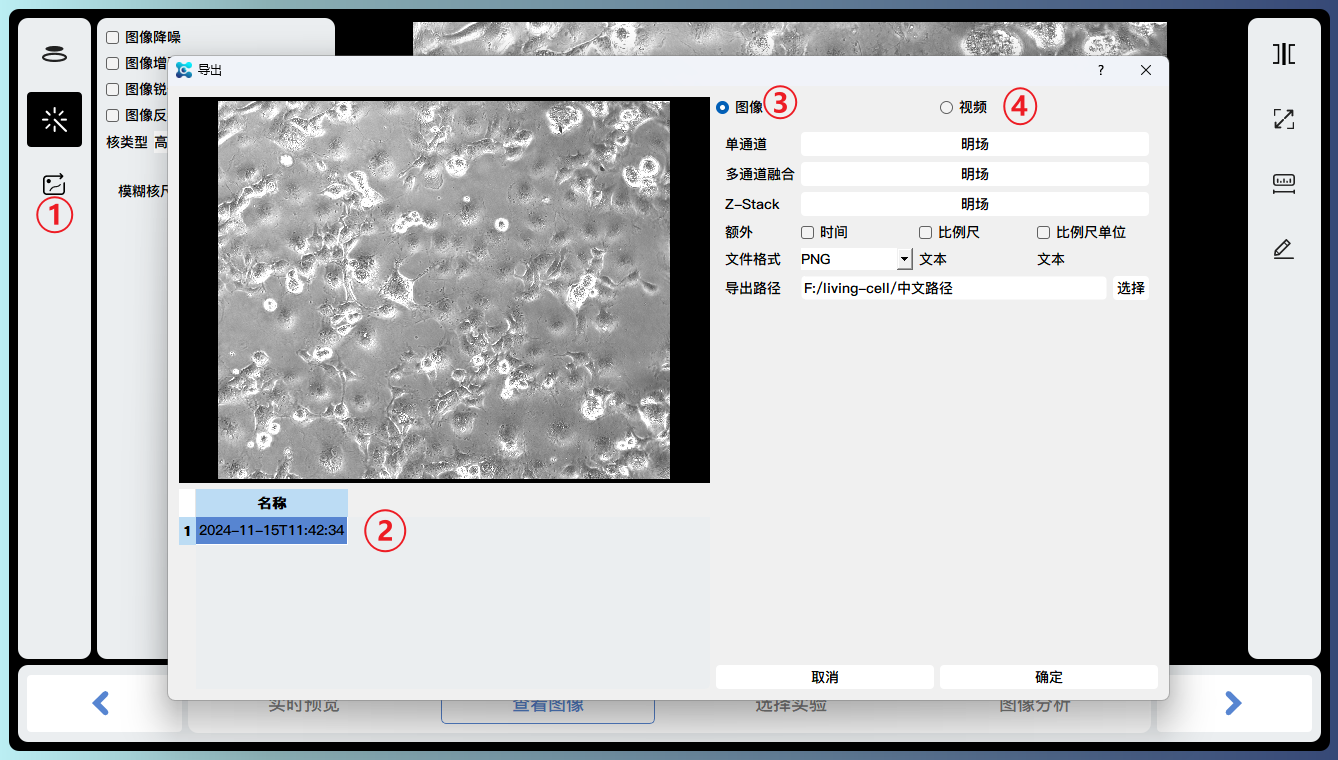 图像降噪
图像增
图像锐
图像反
核类型 高
模糊核尺
①
导出
?
图像
③
视频
④
单通道 明场
多通道融合 明场
Z-Stack 明场
额外 时间 比例尺 比例尺单位
文件格式 PNG 文本 文本
导出路径 F:/living-cell/中文路径 选择
名称
1 2024-11-15T11:42:34
②
取消 确定
实时预览 查看图像 选择实验 图像分析